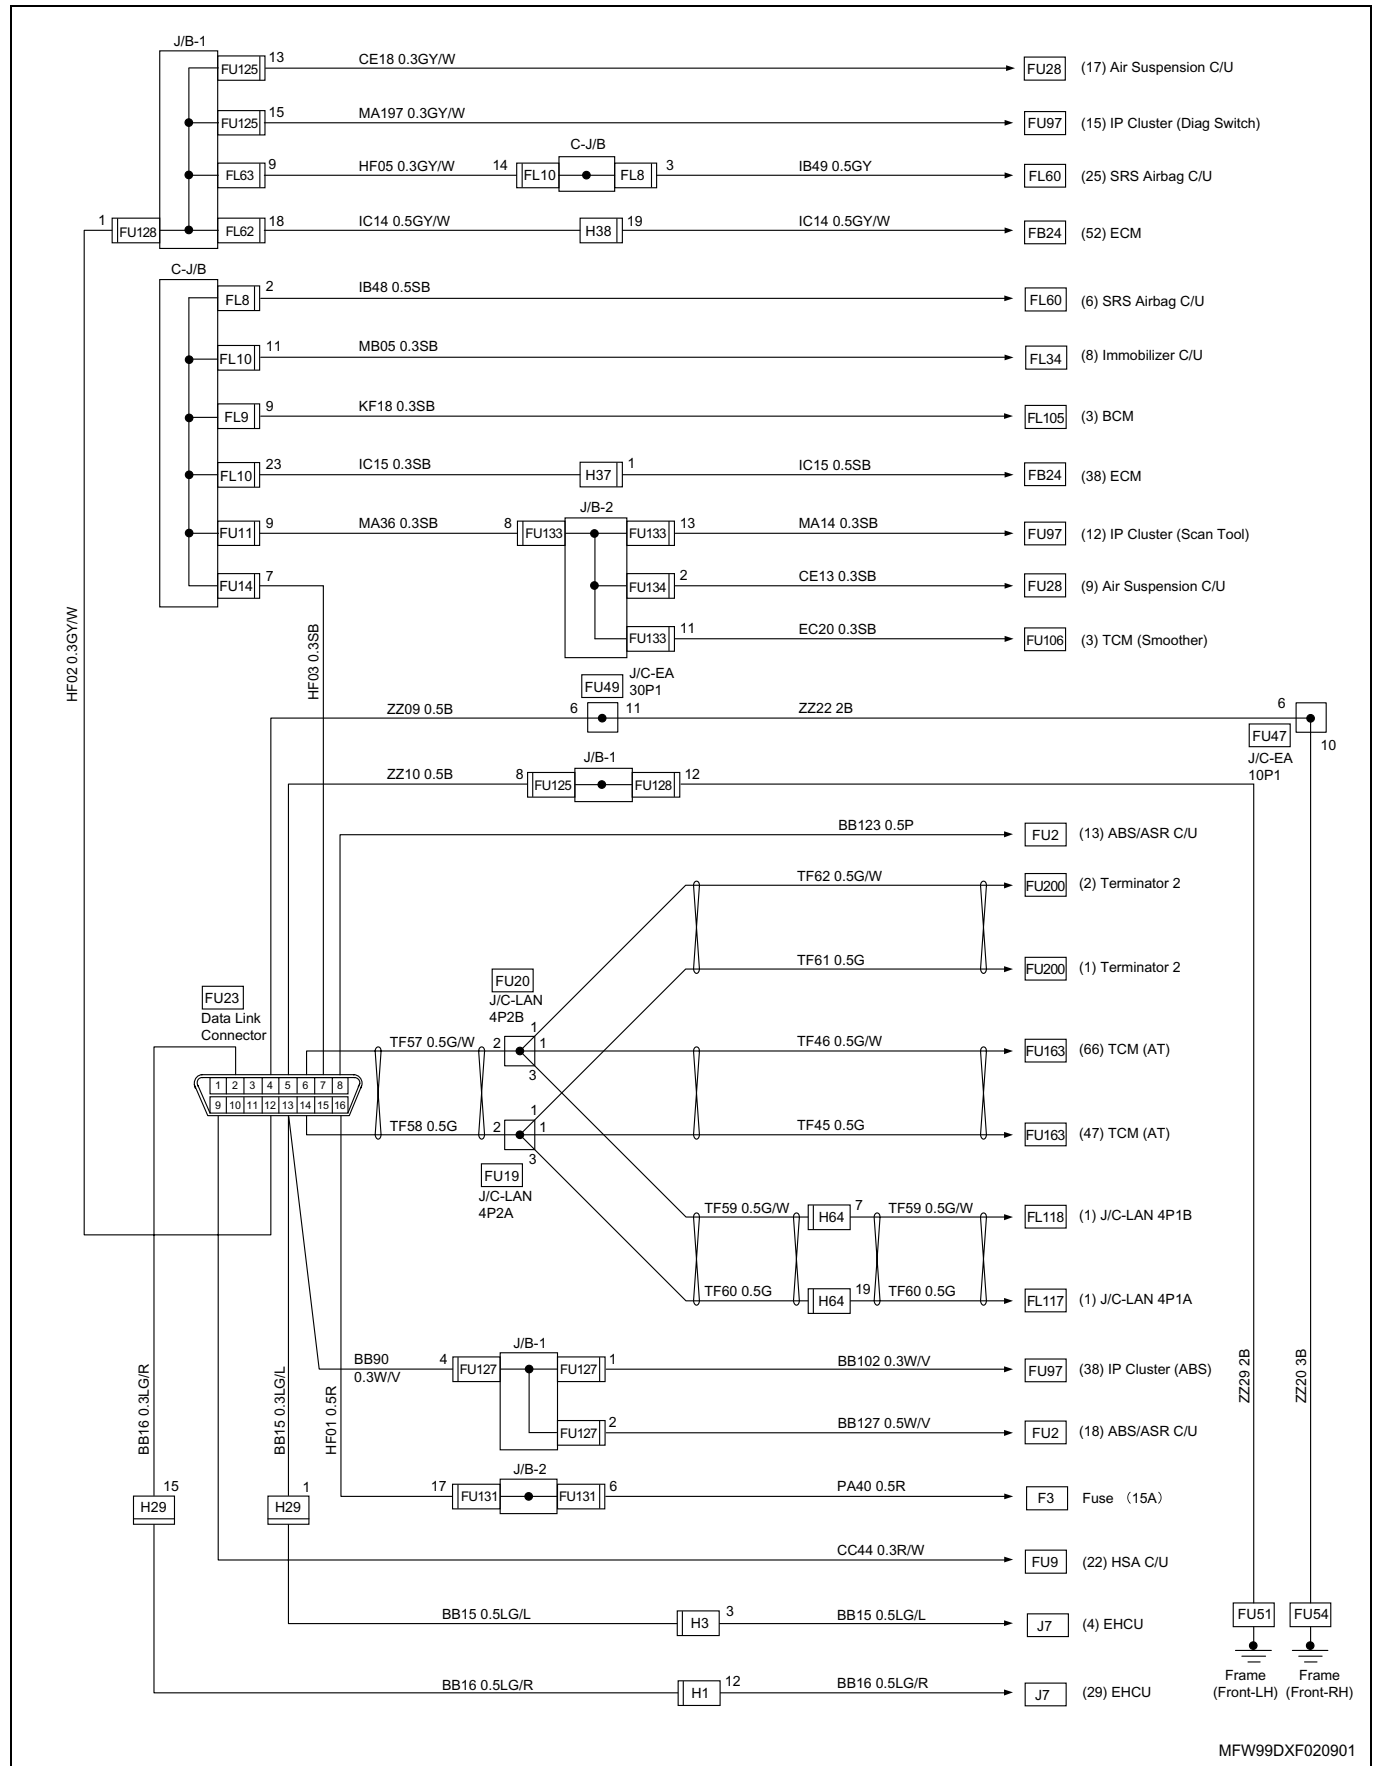 J/B-1
FU125 13 CE18 0.3GY/W FU28 (17) Air Suspension C/U
FU125 15 MA197 0.3GY/W FU97 (15) IP Cluster (Diag Switch)
C-J/B
FL63 9 HF05 0.3GY/W 14 FL10 FL8 3 IB49 0.5GY FL60 (25) SRS Airbag C/U
1 FU128 FL62 18 IC14 0.5GY/W H38 19 IC14 0.5GY/W FB24 (52) ECM
C-J/B
FL8 2 IB48 0.5SB FL60 (6) SRS Airbag C/U
FL10 11 MB05 0.3SB FL34 (8) Immobilizer C/U
FL9 9 KF18 0.3SB FL105 (3) BCM
FL10 23 IC15 0.3SB H37 1 IC15 0.5SB FB24 (38) ECM
J/B-2
FU11 9 MA36 0.3SB 8 FU133 FU133 13 MA14 0.3SB FU97 (12) IP Cluster (Scan Tool)
FU14 7 FU134 2 CE13 0.3SB FU28 (9) Air Suspension C/U
FU133 11 EC20 0.3SB FU106 (3) TCM (Smoother)
HF02 0.3GY/W
HF03 0.3SB
FU49 J/C-EA
30P1
ZZ09 0.5B 6 11 ZZ22 2B 6
10
FU47
J/C-EA
10P1
J/B-1
ZZ10 0.5B 8 FU125 FU128 12
BB123 0.5P FU2 (13) ABS/ASR C/U
TF62 0.5G/W FU200 (2) Terminator 2
TF61 0.5G FU200 (1) Terminator 2
FU20
J/C-LAN
4P2B
FU23
Data Link
Connector
1
TF57 0.5G/W 2 1 TF46 0.5G/W FU163 (66) TCM (AT)
3
1 2 3 4 5 6 7 8
9 10 11 12 13 14 15 16
1
TF58 0.5G 2 1 TF45 0.5G FU163 (47) TCM (AT)
3
FU19
J/C-LAN
4P2A
TF59 0.5G/W H64 7 TF59 0.5G/W FL118 (1) J/C-LAN 4P1B
TF60 0.5G H64 19 TF60 0.5G FL117 (1) J/C-LAN 4P1A
J/B-1
BB90
0.3W/V
4 FU127 FU127 1 BB102 0.3W/V FU97 (38) IP Cluster (ABS)
FU127 2 BB127 0.5W/V FU2 (18) ABS/ASR C/U
BB16 0.3LG/R
BB15 0.3LG/L
HF01 0.5R
ZZ29 2B
ZZ20 3B
J/B-2
17 FU131 FU131 6 PA40 0.5R F3 Fuse （15A）
15
H29
1
H29
CC44 0.3R/W FU9 (22) HSA C/U
BB15 0.5LG/L H3 3 BB15 0.5LG/L J7 (4) EHCU
FU51 FU54
Frame
(Front-LH)
Frame
(Front-RH)
BB16 0.5LG/R H1 12 BB16 0.5LG/R J7 (29) EHCU
MFW99DXF020901